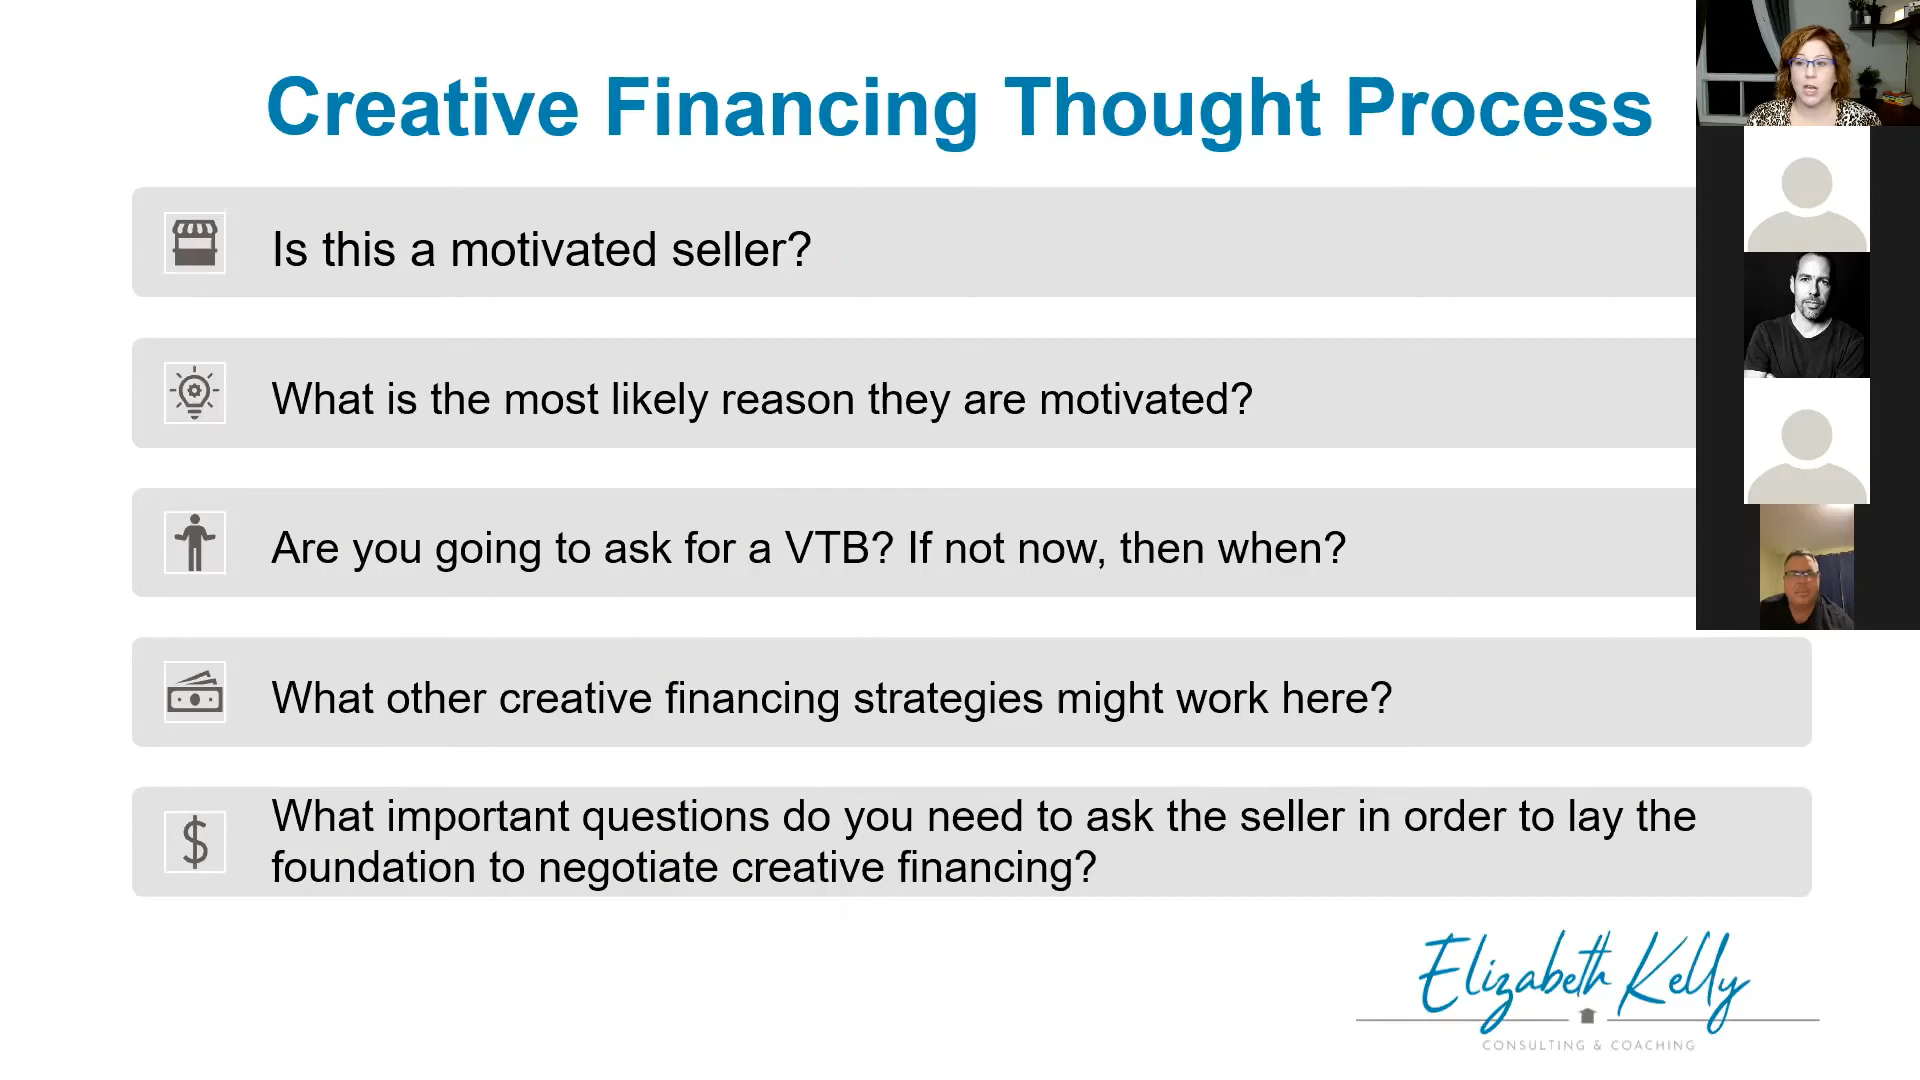 Creative Financing Thought Process
Is this a motivated seller?
What is the most likely reason they are motivated?
Are you going to ask for a VTB? If not now, then when?
What other creative financing strategies might work here?
What important questions do you need to ask the seller in order to lay the
foundation to negotiate creative financing?
Elizabeth Kelly
CONSULTING & COACHING